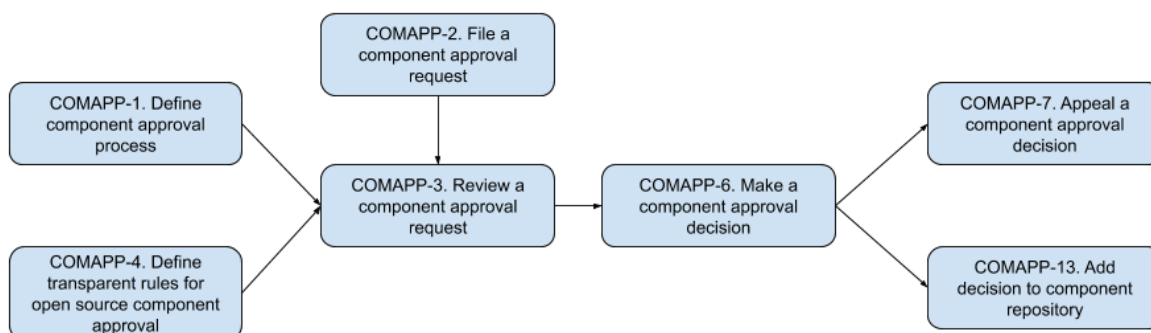 COMAPP-2. File a
component approval
request
COMAPP-1. Define
component approval
process
COMAPP-7. Appeal a
component approval
decision
COMAPP-3. Review a
component approval
request
COMAPP-6. Make a
component approval
decision
COMAPP-4. Define
transparent rules for
open source component
approval
COMAPP-13. Add
decision to component
repository